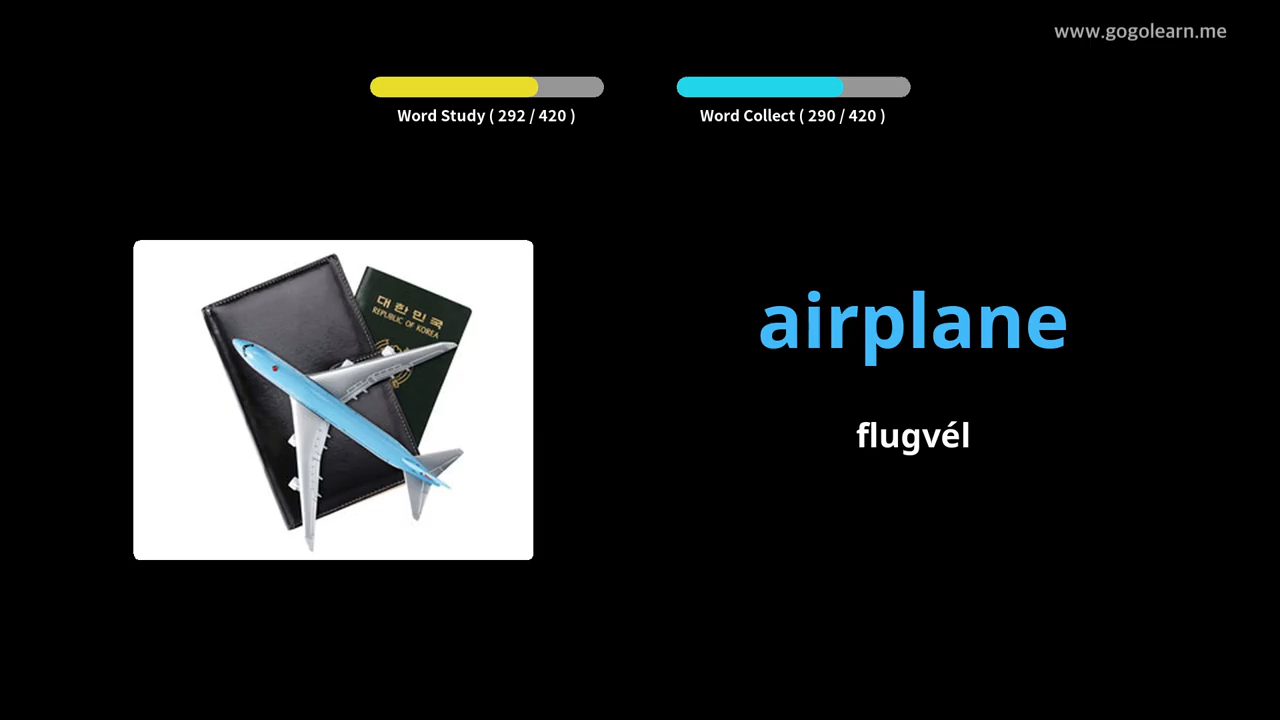 www.gogolearn.me
Word Study ( 292 / 420 )
Word Collect ( 290 / 420 )
대한민국
REPUBLIC OF KOREA
airplane
flugvél